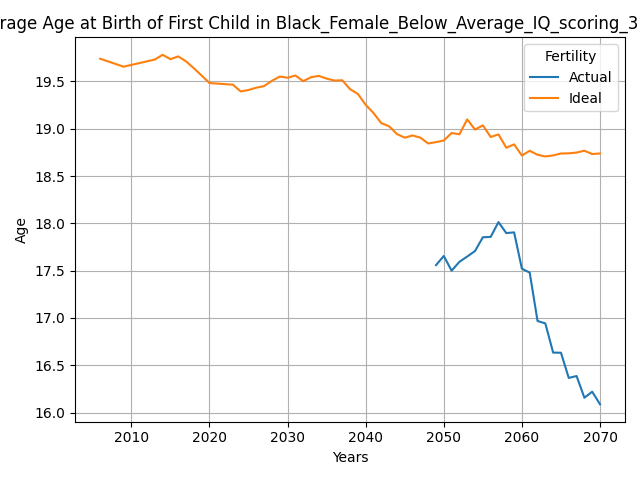 rage Age at Birth of First Child in Black_Female_Below_Average_IQ_scoring_3
Fertility
Actual
Ideal
Age
19.5
19.0
18.5
18.0
17.5
17.0
16.5
16.0
2010 2020 2030 2040 2050 2060 2070
Years